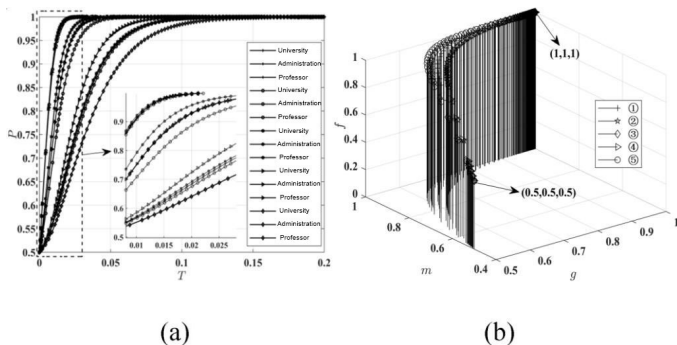 1
0.95
0.9
0.85
0.8
0.75
0.7
0.65
0.6
0.55
0.5
P
0 0.05 0.1 0.15 0.2
T
0.9
0.8
0.7
0.6
0.5
0.01 0.015 0.02 0.025
University
Administration
Professor
University
Administration
Professor
University
Administration
Professor
University
Administration
Professor
University
Administration
Professor
(a)
b)
(1,1,1)
1
0.8
0.6
0.4
0.2
0
f
①
②
③
④
⑤
(0.5,0.5,0.5)
1
0.8
0.6
0.4
m
0.5
0.6
0.7
0.8
0.9
1
g
(b)